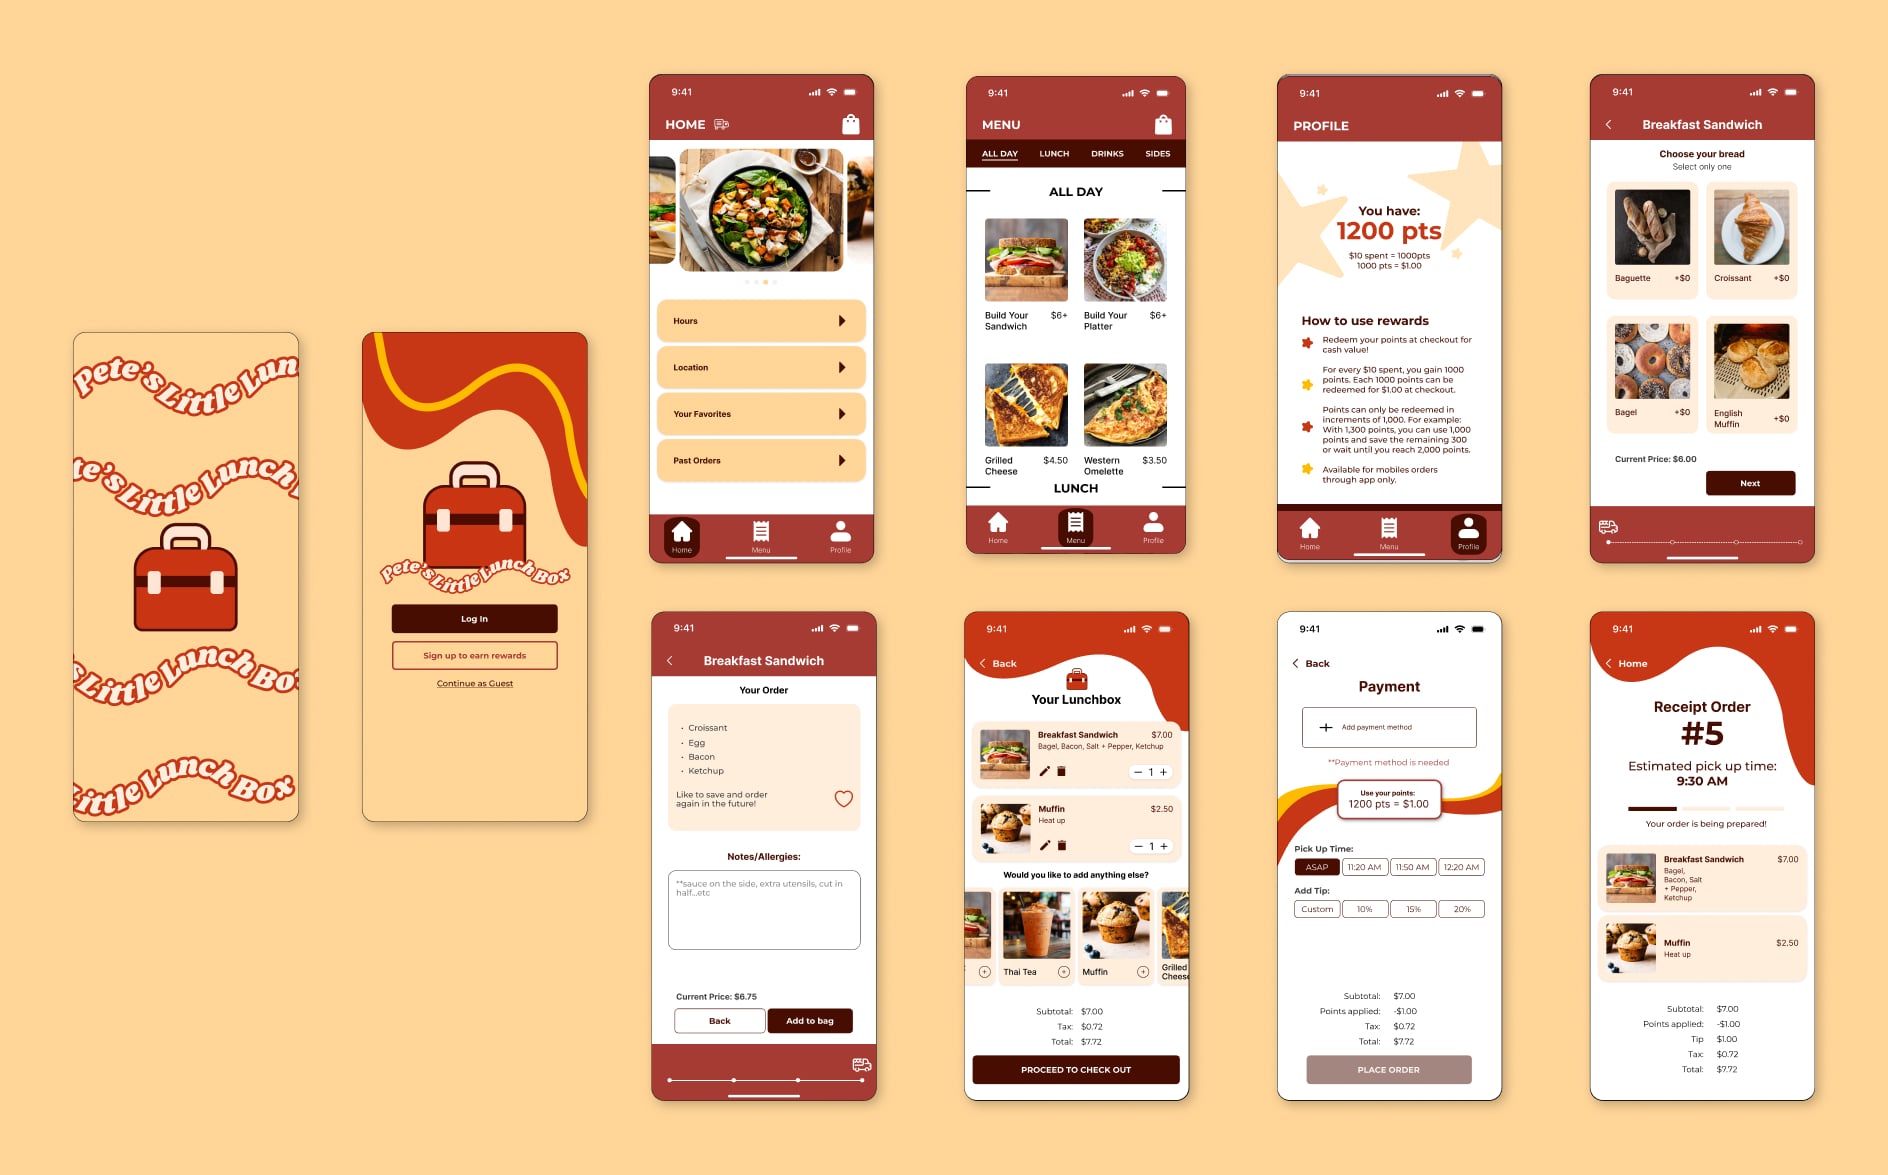 Pete's Little Lun
te's Little Lunch
s Little Lunch Box
ittle Lunch Box
Pete's Little Lunch Box
Log In
Sign up to earn rewards
Continue as Guest
9:41
HOME
Hours
Location
Your Favorites
Past Orders
Home
Menu
Profile
9:41
MENU
ALL DAY LUNCH DRINKS SIDES
ALL DAY
Build Your Sandwich $6+
Build Your Platter $6+
Grilled Cheese $4.50
Western Omelette $3.50
LUNCH
Home
Menu
Profile
9:41
PROFILE
You have:
1200 pts
$10 spent = 1000pts
1000 pts = $1.00
How to use rewards
Redeem your points at checkout for
cash value!
For every $10 spent, you gain 1000
points. Each 1000 points can be
redeemed for $1.00 at checkout.
Points can only be redeemed in
increments of 1,000. For example:
With 1,300 points, you can use 1,000
points and save the remaining 300
or wait until you reach 2,000 points.
Available for mobiles orders
through app only.
Home
Menu
Profile
9:41
Breakfast Sandwich
Choose your bread
Select only one
Baguette +$0
Croissant +$0
Bagel +$0
English Muffin +$0
Current Price: $6.00
Next
9:41
Breakfast Sandwich
Your Order
• Croissant
• Egg
• Bacon
• Ketchup
Like to save and order
again in the future!
Notes/Allergies:
**sauce on the side, extra utensils, cut in
half...etc
Current Price: $6.75
Back
Add to bag
9:41
Back
Your Lunchbox
Breakfast Sandwich $7.00
Bagel, Bacon, Salt + Pepper, Ketchup
− 1 +
Muffin $2.50
Heat up
− 1 +
Would you like to add anything else?
Thai Tea
Muffin
Grilled
Cheese
Subtotal: $7.00
Tax: $0.72
Total: $7.72
PROCEED TO CHECK OUT
9:41
Back
Payment
+ Add payment method
**Payment method is needed
Use your points:
1200 pts = $1.00
Pick Up Time:
ASAP 11:20 AM 11:50 AM 12:20 AM
Add Tip:
Custom 10% 15% 20%
Subtotal: $7.00
Points applied: -$1.00
Tax: $0.72
Total: $7.72
PLACE ORDER
9:41
Home
Receipt Order
#5
Estimated pick up time:
9:30 AM
Your order is being prepared!
Breakfast Sandwich $7.00
Bagel,
Bacon, Salt
+ Pepper,
Ketchup
Muffin $2.50
Heat up
Subtotal: $7.00
Points applied: -$1.00
Tip $1.00
Tax: $0.72
Total: $7.72